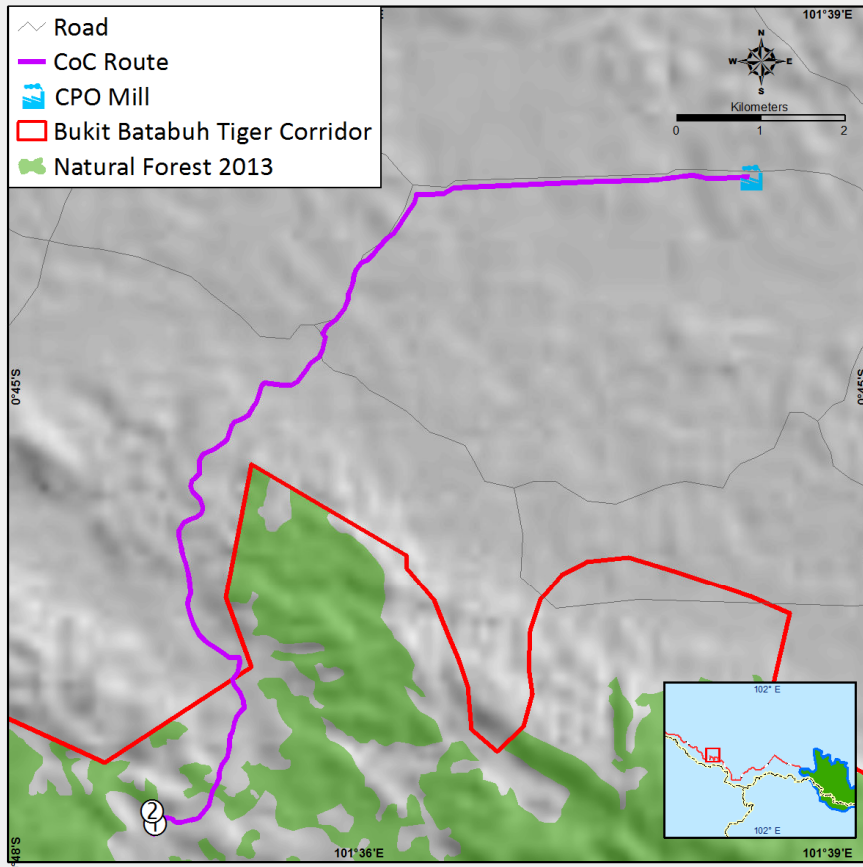 Road
CoC Route
CPO Mill
Bukit Batabuh Tiger Corridor
Natural Forest 2013
°E
101°39'E
N
W E
S
Kilometers
0 1 2
0°45'S
0°45'S
2
1
102° E
102° E
°48'S
101°36'E
101°39'E